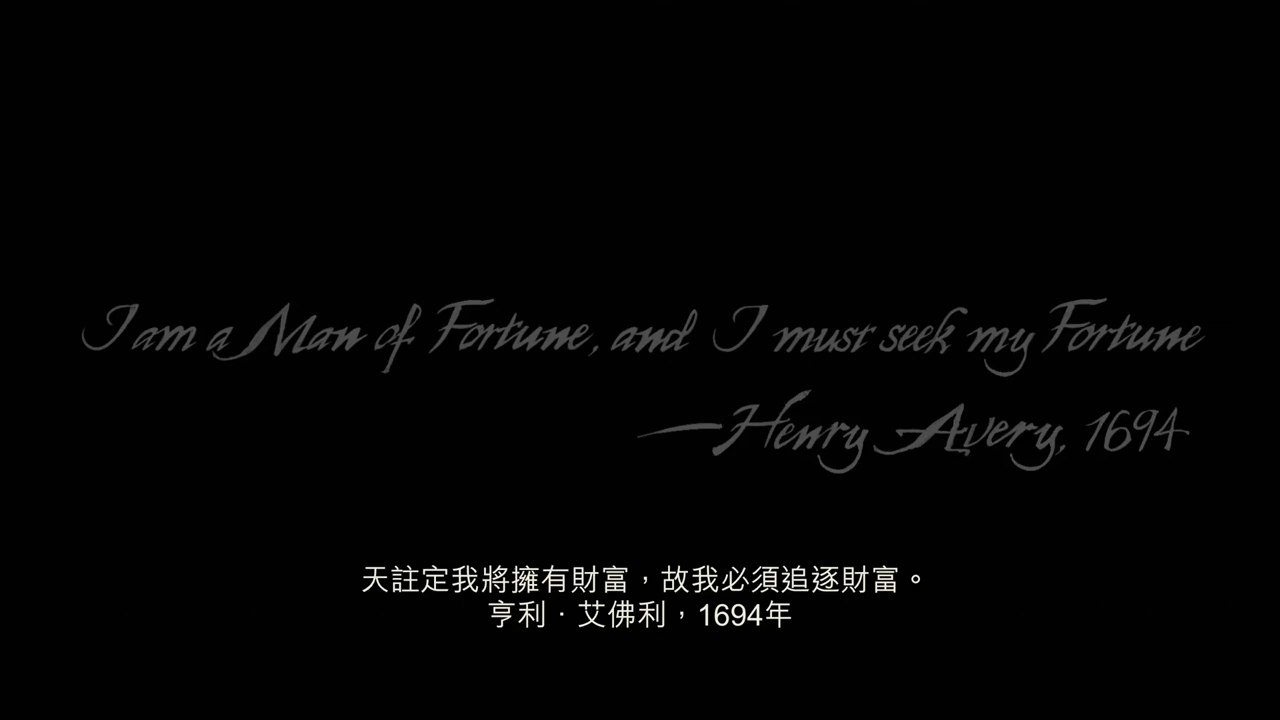 I am a Man of Fortune, and I must seek my Fortune
—Henry Avery, 1694
天註定我將擁有財富，故我必須追逐財富。
亨利．艾佛利，1694年